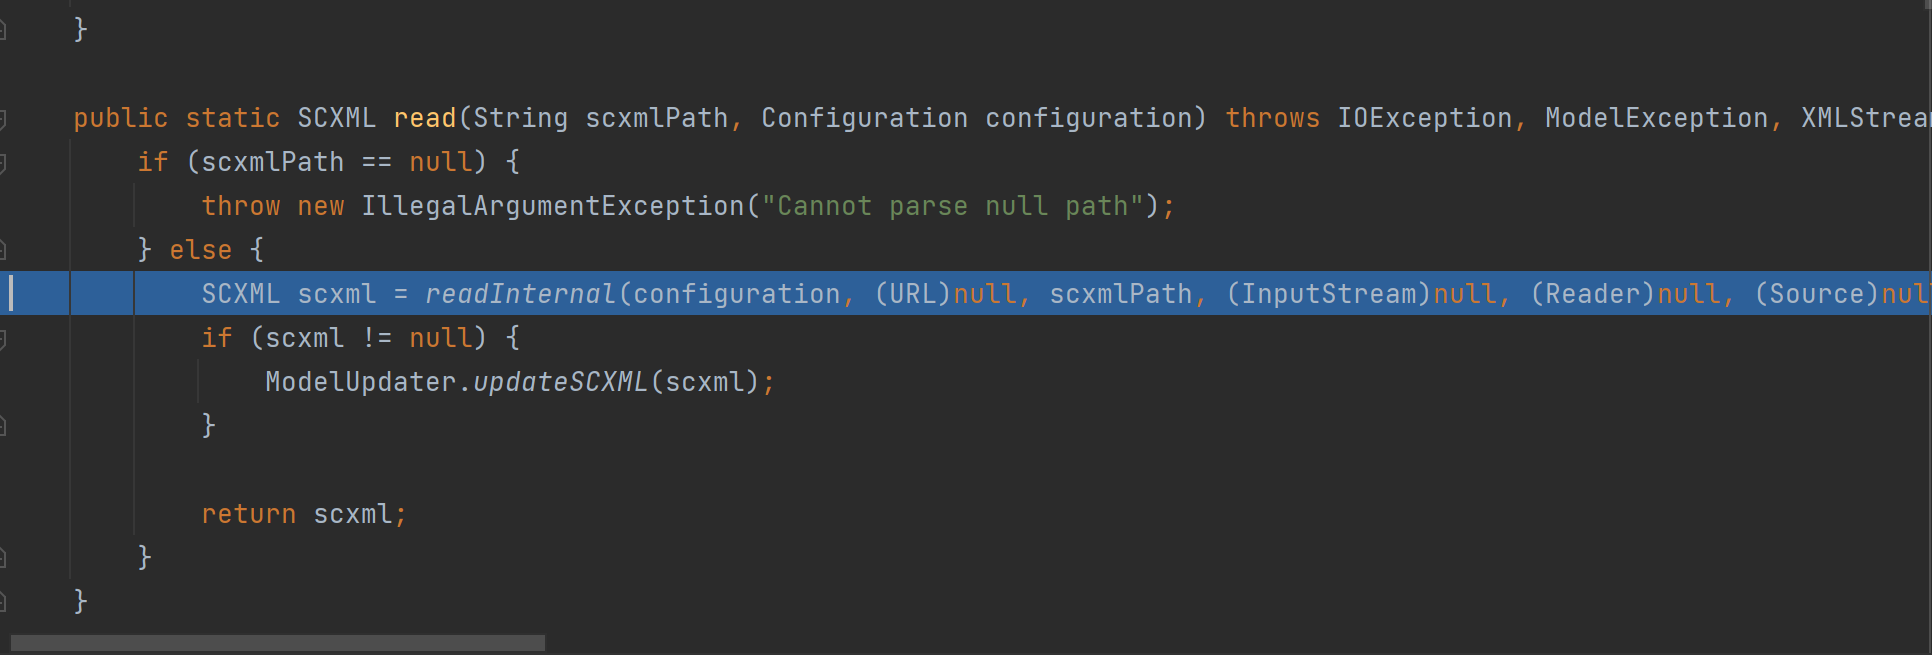 }
public static SCXML read(String scxmlPath, Configuration configuration) throws IOException, ModelException, XMLStrea
if (scxmlPath == null) {
throw new IllegalArgumentException("Cannot parse null path");
} else {
SCXML scxml = readInternal(configuration, (URL)null, scxmlPath, (InputStream)null, (Reader)null, (Source)nul
if (scxml != null) {
ModelUpdater.updateSCXML(scxml);
}
return scxml;
}
}